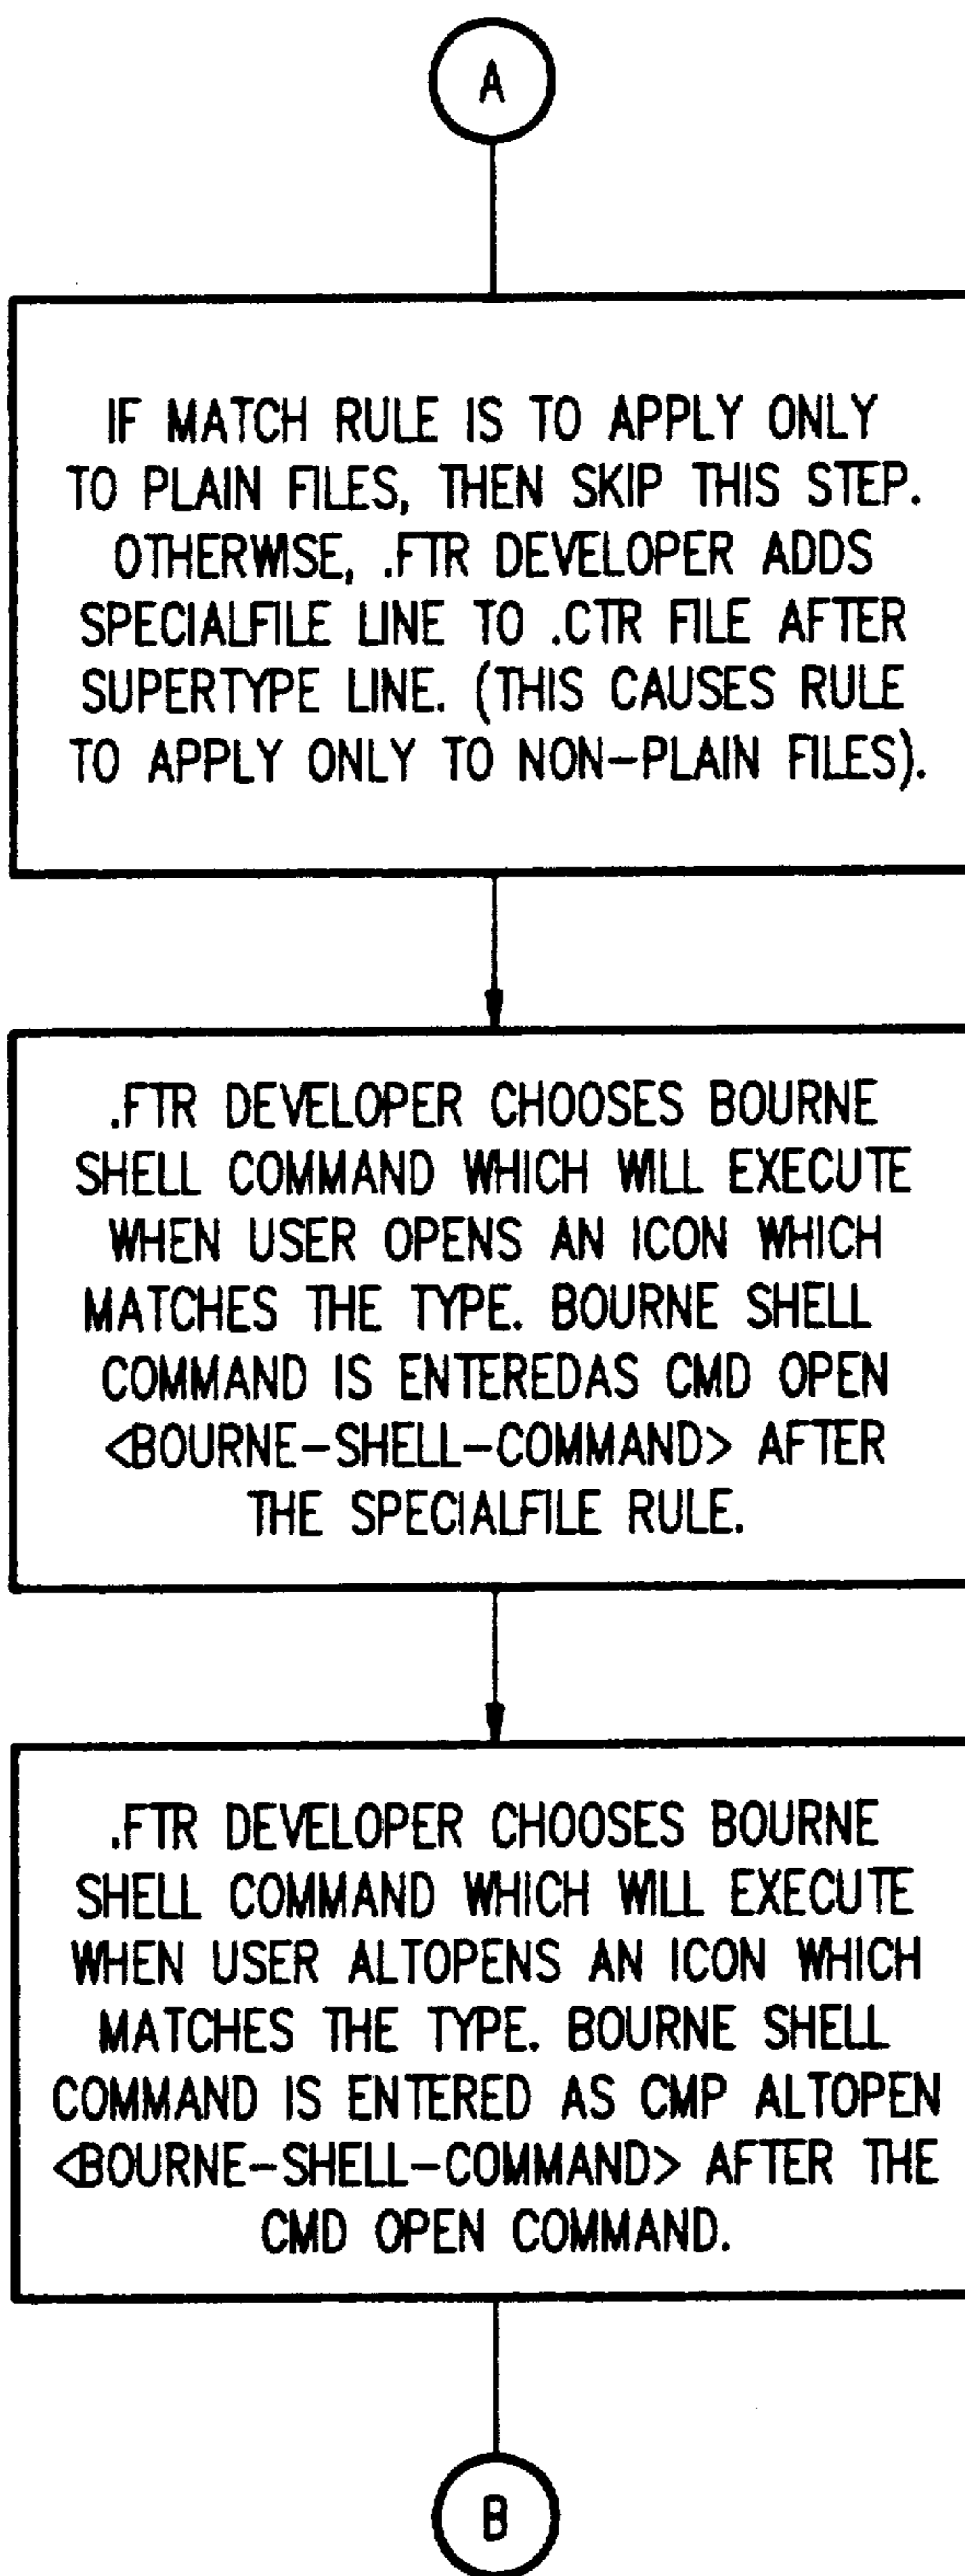 A
IF MATCH RULE IS TO APPLY ONLY
TO PLAIN FILES, THEN SKIP THIS STEP.
OTHERWISE, .FTR DEVELOPER ADDS
SPECIALFILE LINE TO .CTR FILE AFTER
SUPERTYPE LINE. (THIS CAUSES RULE
TO APPLY ONLY TO NON-PLAIN FILES).
.FTR DEVELOPER CHOOSES BOURNE
SHELL COMMAND WHICH WILL EXECUTE
WHEN USER OPENS AN ICON WHICH
MATCHES THE TYPE. BOURNE SHELL
COMMAND IS ENTEREDAS CMD OPEN
<BOURNE-SHELL-COMMAND> AFTER
THE SPECIALFILE RULE.
.FTR DEVELOPER CHOOSES BOURNE
SHELL COMMAND WHICH WILL EXECUTE
WHEN USER ALTOPENS AN ICON WHICH
MATCHES THE TYPE. BOURNE SHELL
COMMAND IS ENTERED AS CMP ALTOPEN
<BOURNE-SHELL-COMMAND> AFTER THE
CMD OPEN COMMAND.
B